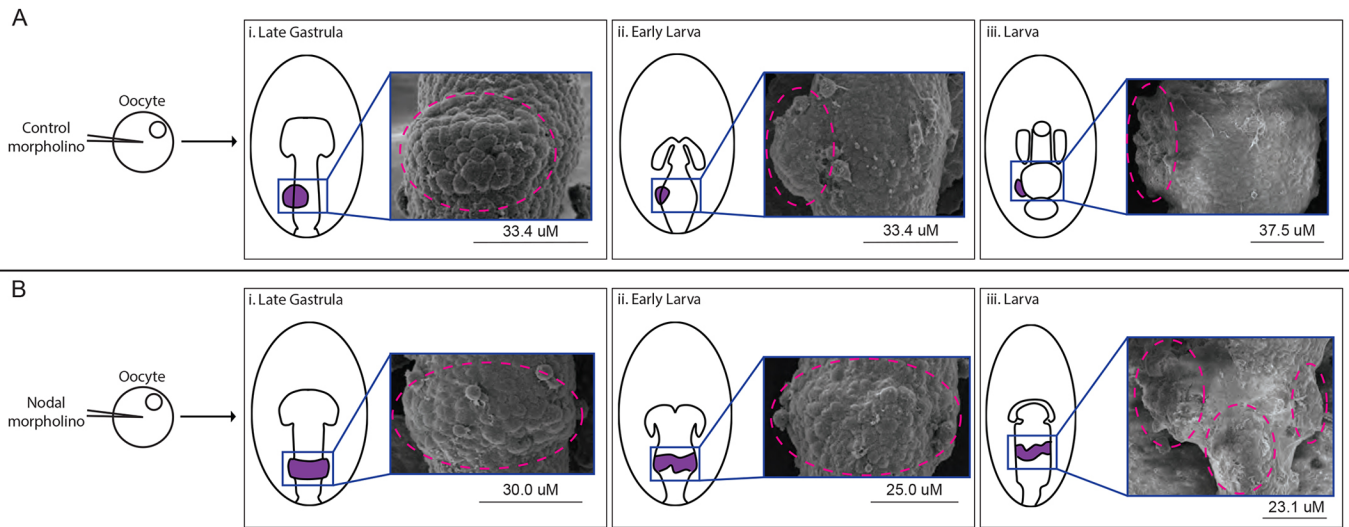 A
Control
morpholino
Oocyte
i. Late Gastrula
33.4 uM
ii. Early Larva
33.4 uM
iii. Larva
37.5 uM
B
Nodal
morpholino
Oocyte
i. Late Gastrula
30.0 uM
ii. Early Larva
25.0 uM
iii. Larva
23.1 uM